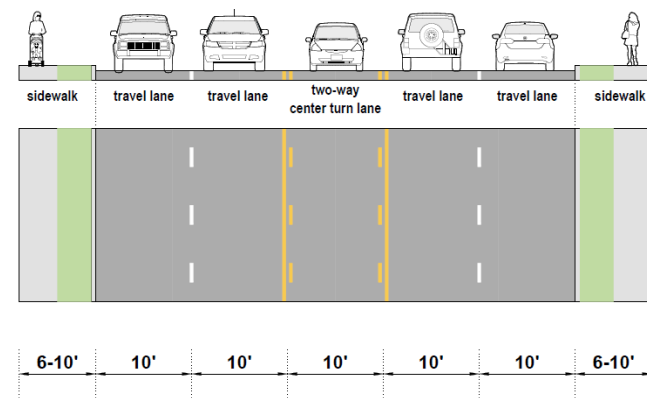 sidewalk
travel lane
travel lane
two-way
center turn lane
travel lane
travel lane
sidewalk
6-10'
10'
10'
10'
10'
10'
6-10'